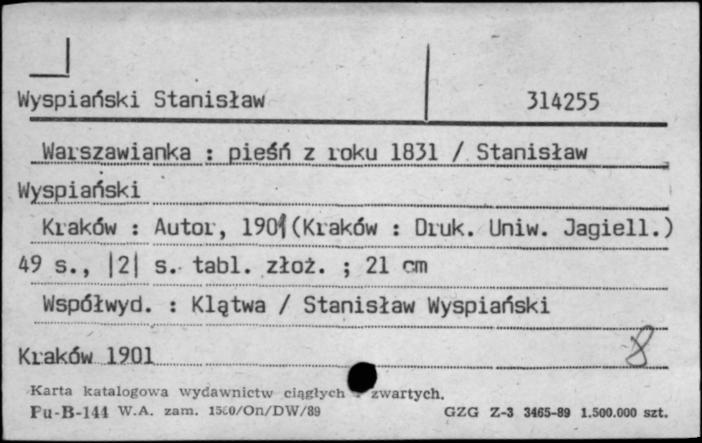 Wyspiański Stanisław 314255
Warszawianka : pieśń z roku 1831 / Stanisław
Wyspiański
Kraków : Autor, 1901 (Kraków : Druk. Uniw. Jagiell.)
49 s., |2| s. tabl. złoż. ; 21 cm
Współwyd. : Klątwa / Stanisław Wyspiański
Kraków 1901
Karta katalogowa wydawnictw ciągłych zwartych.
Pu-B-144 W.A. zam. 1560/On/DW/89 GZG Z-3 3465-89 1.500.000 szt.